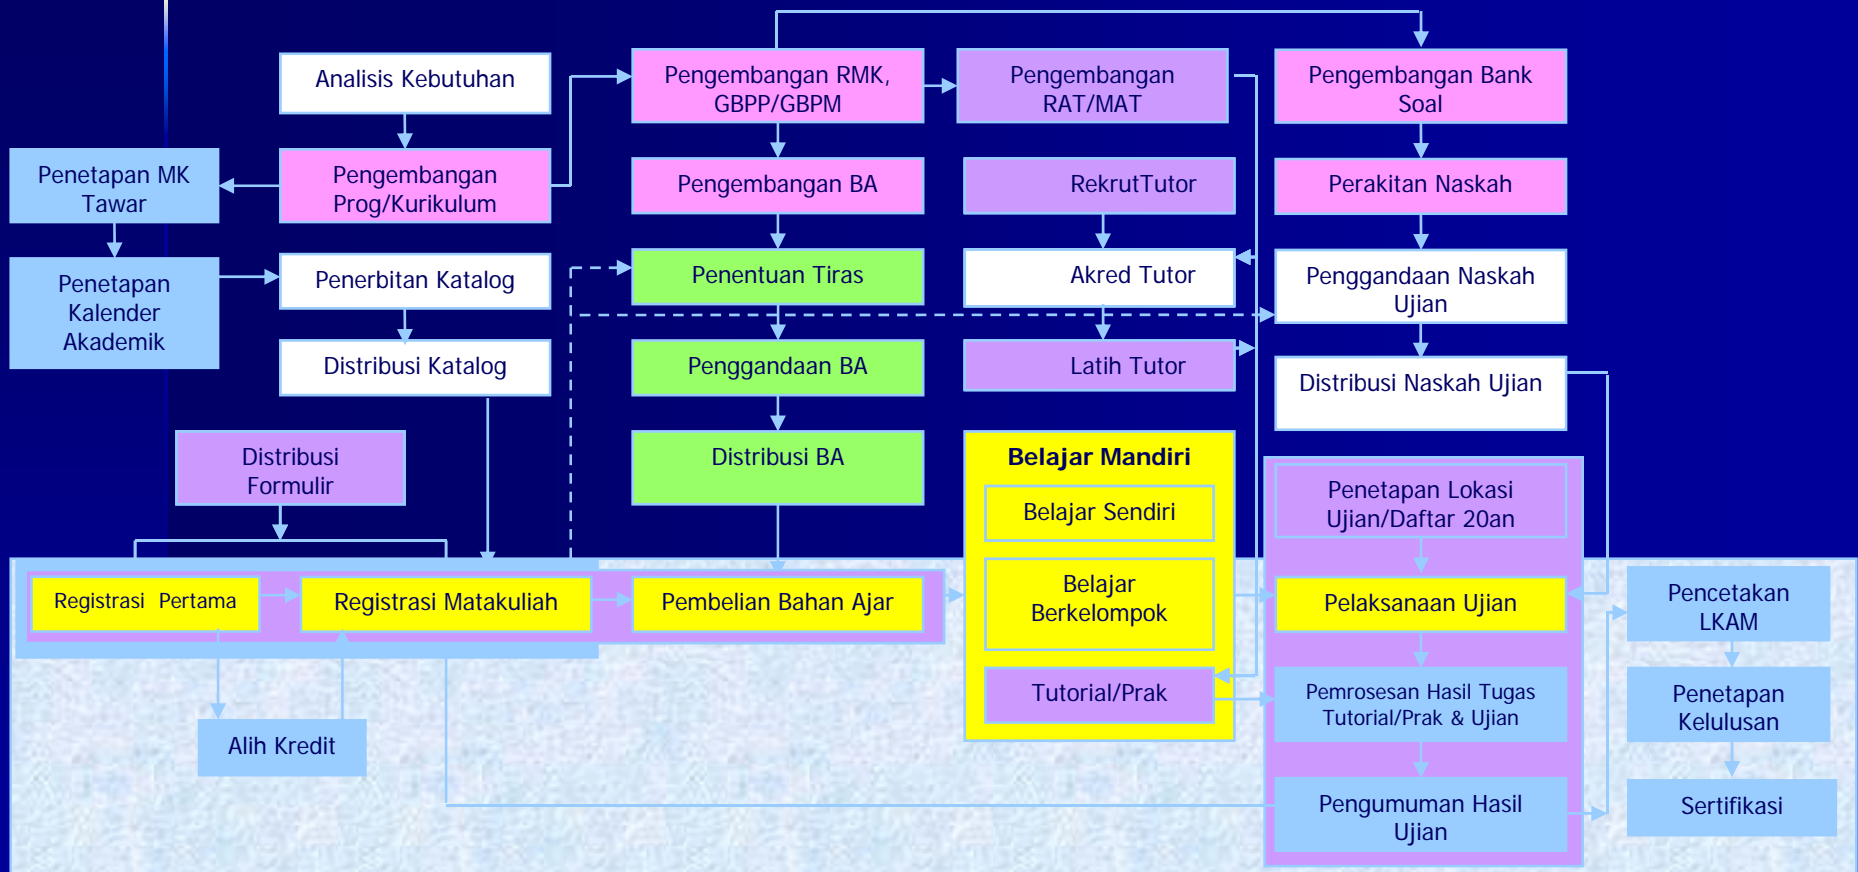 Analisis Kebutuhan
Pengembangan RMK,
GBPP/GBPM
Pengembangan
RAT/MAT
Pengembangan Bank
Soal
Penetapan MK
Tawar
Pengembangan
Prog/Kurikulum
Pengembangan BA
RekrutTutor
Perakitan Naskah
Penetapan
Kalender
Akademik
Penerbitan Katalog
Penentuan Tiras
Akred Tutor
Penggandaan Naskah
Ujian
Distribusi Katalog
Penggandaan BA
Latih Tutor
Distribusi Naskah Ujian
Distribusi
Formulir
Distribusi BA
Belajar Mandiri
Belajar Sendiri
Belajar
Berkelompok
Tutorial/Prak
Penetapan Lokasi
Ujian/Daftar 20an
Registrasi Pertama
Registrasi Matakuliah
Pembelian Bahan Ajar
Pelaksanaan Ujian
Pencetakan
LKAM
Alih Kredit
Pemrosesan Hasil Tugas
Tutorial/Prak & Ujian
Penetapan
Kelulusan
Pengumuman Hasil
Ujian
Sertifikasi